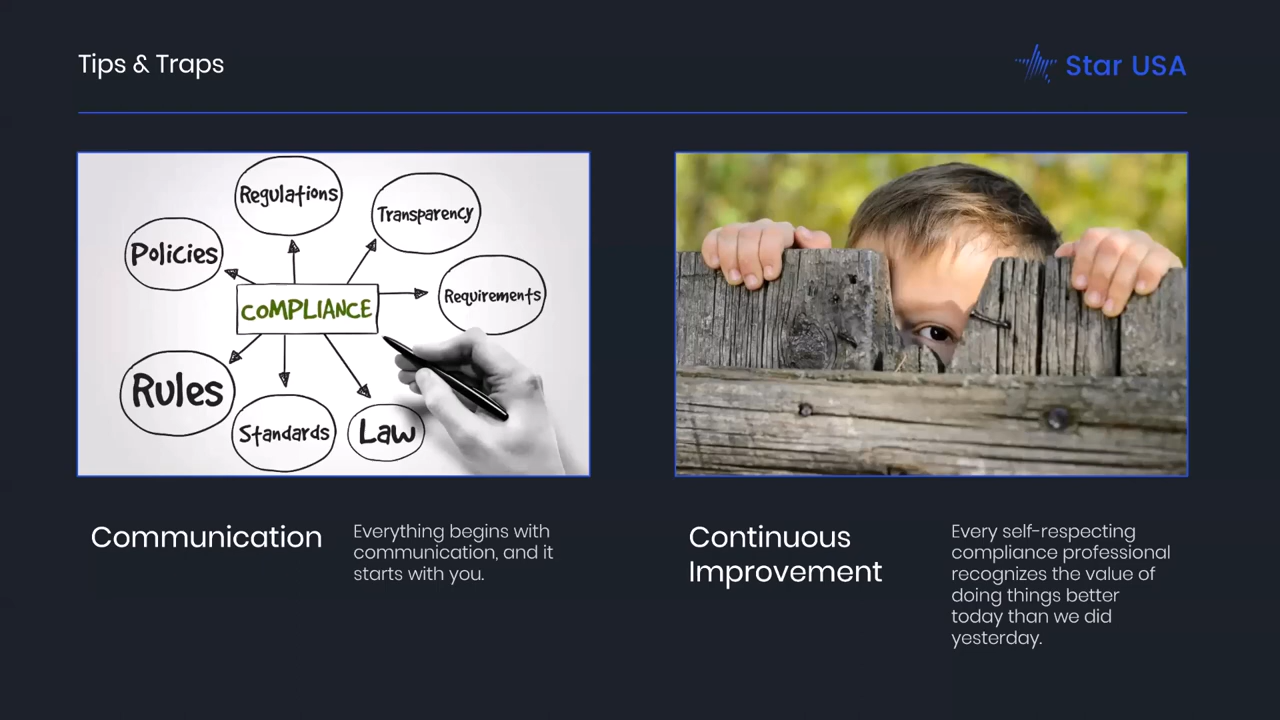 Tips & Traps
Star USA
Regulations
Transparency
Policies
Requirements
COMPLIANCE
Rules
Standards
Law
Communication
Everything begins with
communication, and it
starts with you.
Continuous
Improvement
Every self-respecting
compliance professional
recognizes the value of
doing things better
today than we did
yesterday.